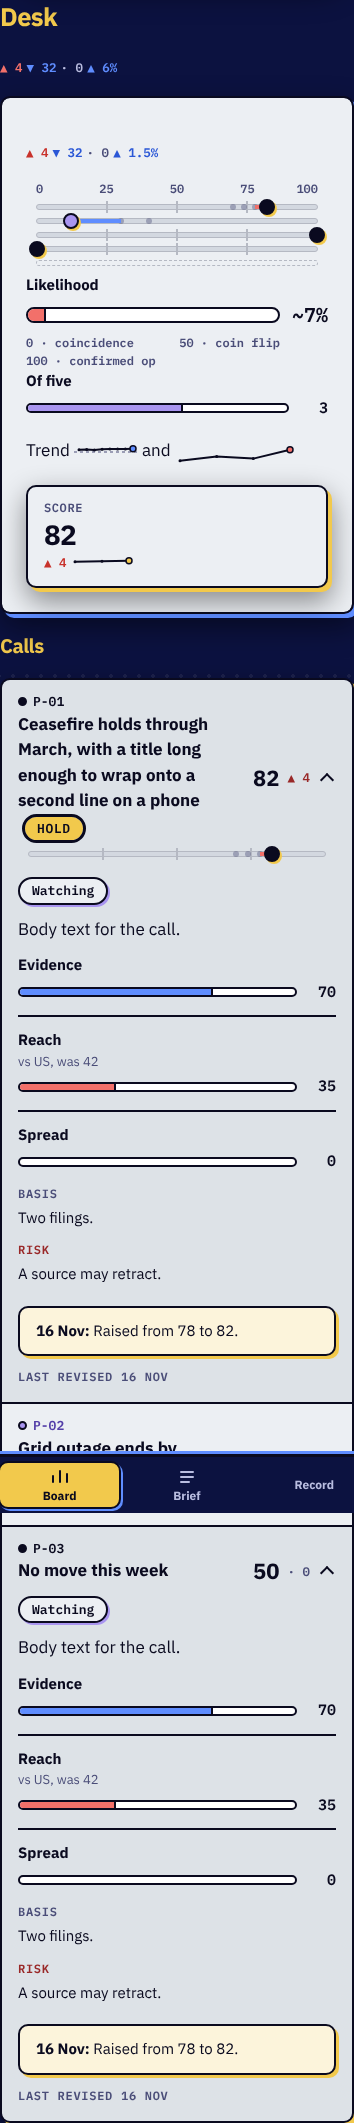 Desk
▲ 4 ▼ 32 · 0 ▲ 6%
▲ 4 ▼ 32 · 0 ▲ 1.5%
0 25 50 75 100
Likelihood
~7%
0 · coincidence 50 · coin flip
100 · confirmed op
Of five
3
Trend and
SCORE
82
▲ 4
Calls
P-01
Ceasefire holds through
March, with a title long
enough to wrap onto a
second line on a phone
82 ▲ 4
HOLD
Watching
Body text for the call.
Evidence
70
Reach
vs US, was 42
35
Spread
0
BASIS
Two filings.
RISK
A source may retract.
16 Nov: Raised from 78 to 82.
LAST REVISED 16 NOV
P-02
Grid outage ends by
Board Brief Record
P-03
No move this week
50 · 0
Watching
Body text for the call.
Evidence
70
Reach
vs US, was 42
35
Spread
0
BASIS
Two filings.
RISK
A source may retract.
16 Nov: Raised from 78 to 82.
LAST REVISED 16 NOV